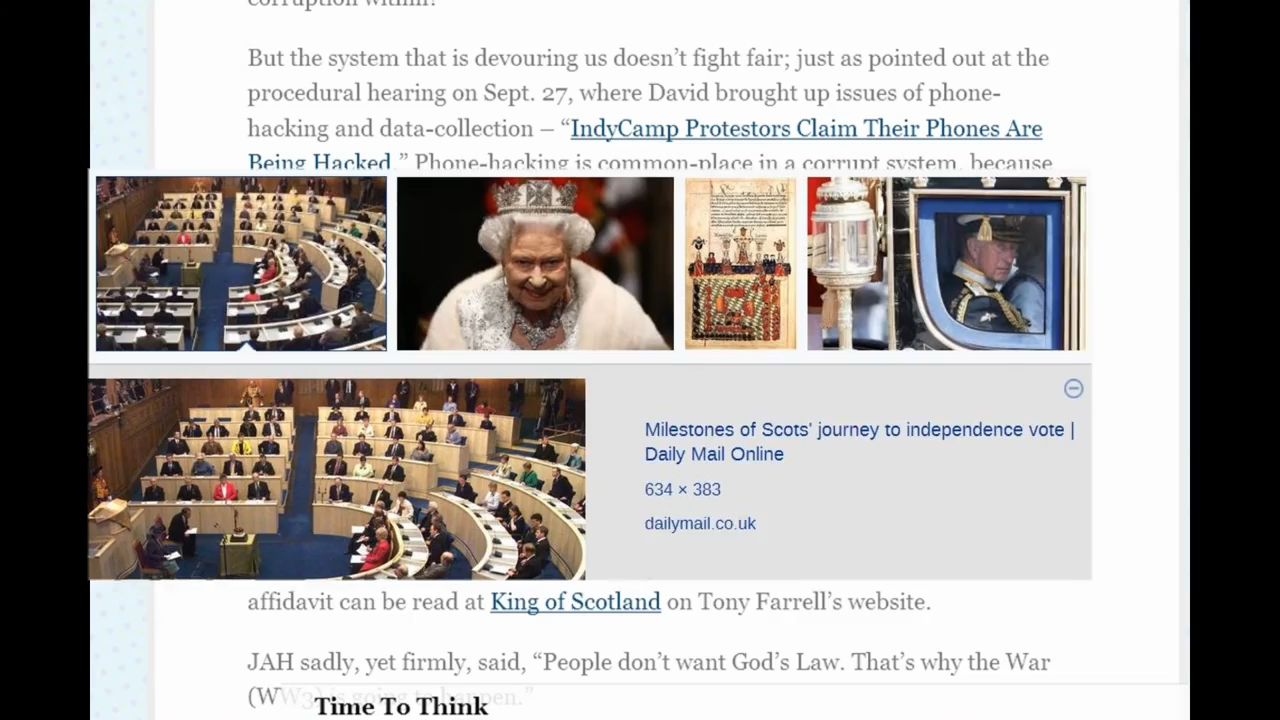 corruption within!
But the system that is devouring us doesn’t fight fair; just as pointed out at the
procedural hearing on Sept. 27, where David brought up issues of phone-
hacking and data-collection – “IndyCamp Protestors Claim Their Phones Are
Being Hacked.” Phone-hacking is common-place in a corrupt system, because
Milestones of Scots' journey to independence vote |
Daily Mail Online
634 × 383
dailymail.co.uk
affidavit can be read at King of Scotland on Tony Farrell’s website.
JAH sadly, yet firmly, said, “People don’t want God’s Law. That’s why the War
(WW3) is going to happen.”
Time To Think